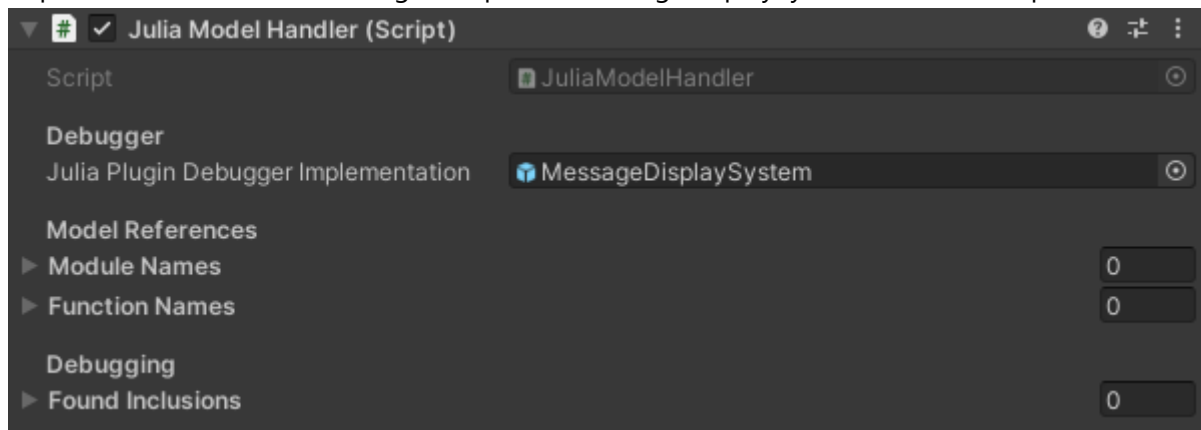 Julia Model Handler (Script)
Script JuliaModelHandler
Debugger
Julia Plugin Debugger Implementation MessageDisplaySystem
Model References
Module Names 0
Function Names 0
Debugging
Found Inclusions 0